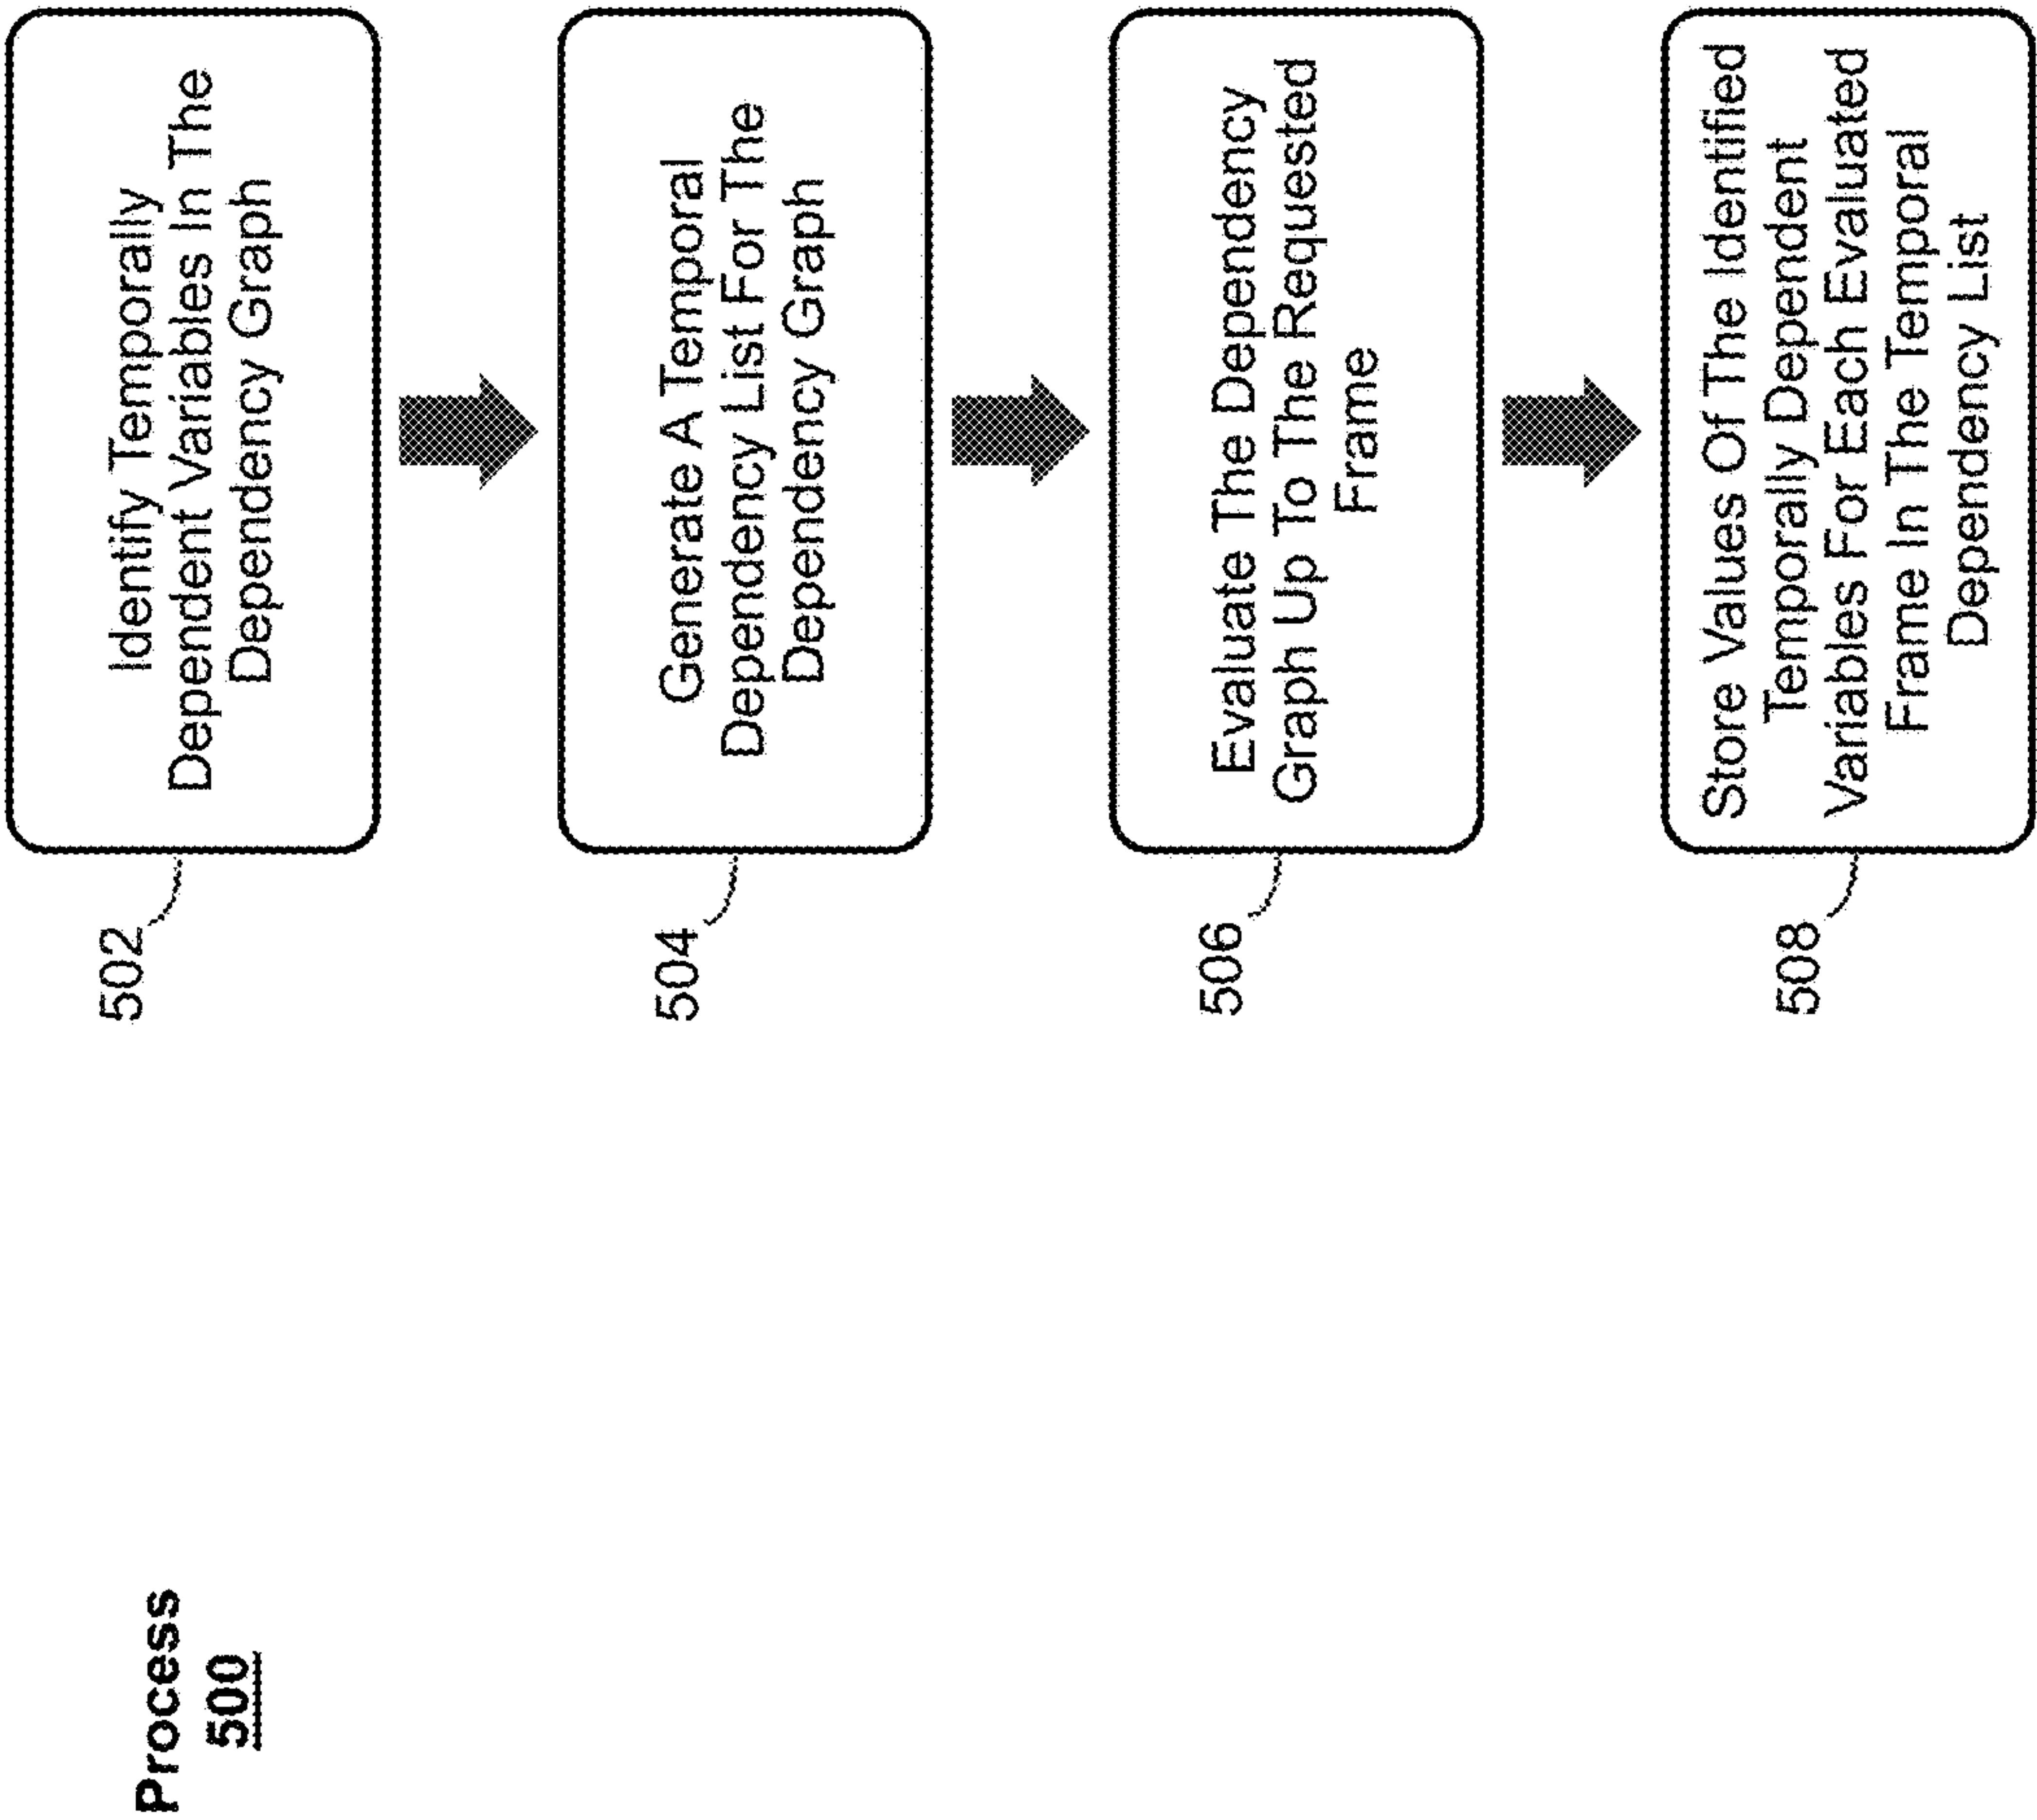 Process
500
502
Identify Temporally
Dependent Variables In The
Dependency Graph
504
Generate A Temporal
Dependency List For The
Dependency Graph
506
Evaluate The Dependency
Graph Up To The Requested
Frame
508
Store Values Of The Identified
Temporally Dependent
Variables For Each Evaluated
Frame In The Temporal
Dependency List